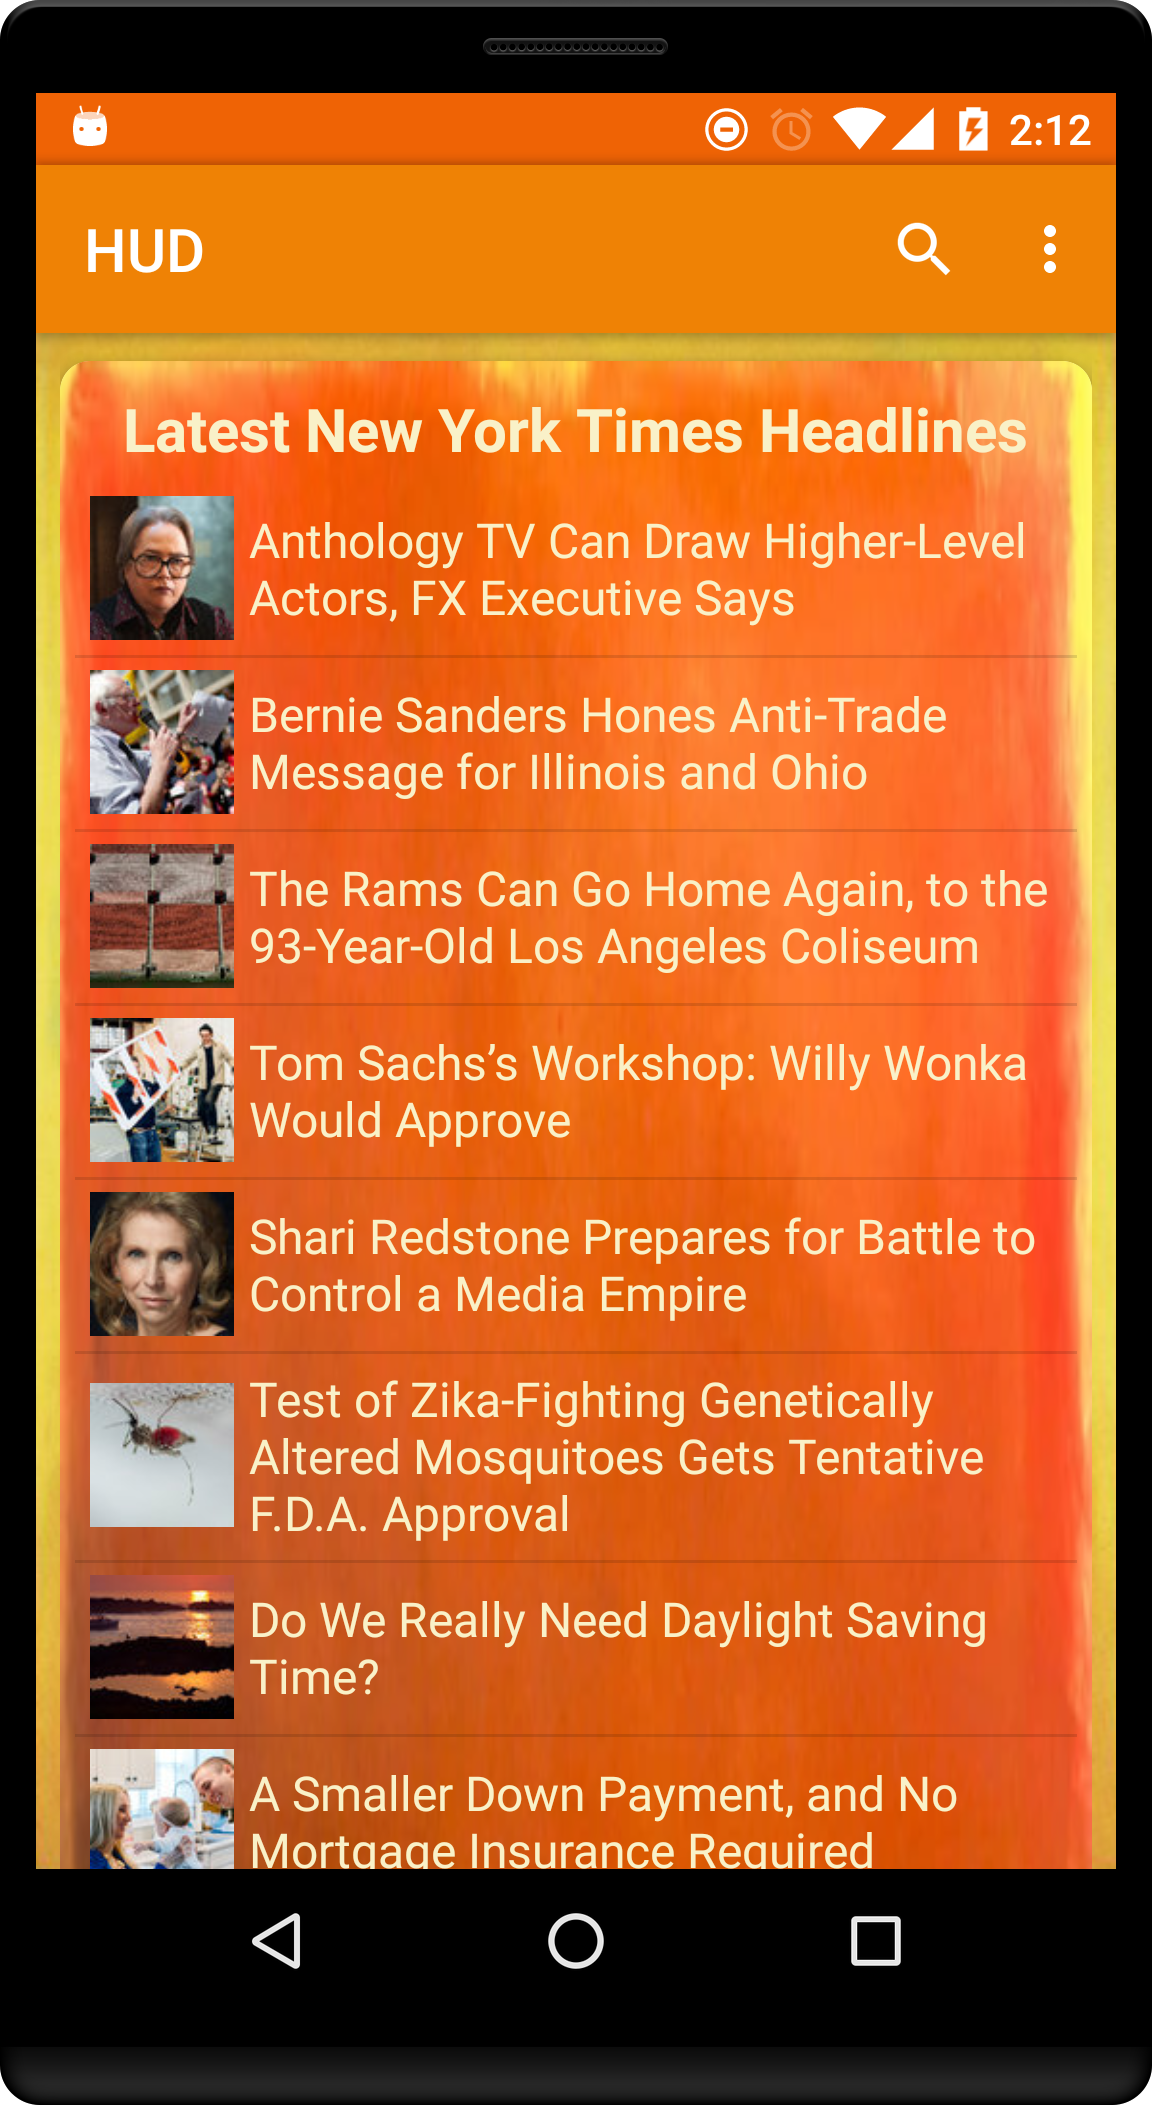 2:12
HUD
Latest New York Times Headlines
Anthology TV Can Draw Higher-Level
Actors, FX Executive Says
Bernie Sanders Hones Anti-Trade
Message for Illinois and Ohio
The Rams Can Go Home Again, to the
93-Year-Old Los Angeles Coliseum
Tom Sachs’s Workshop: Willy Wonka
Would Approve
Shari Redstone Prepares for Battle to
Control a Media Empire
Test of Zika-Fighting Genetically
Altered Mosquitoes Gets Tentative
F.D.A. Approval
Do We Really Need Daylight Saving
Time?
A Smaller Down Payment, and No
Mortgage Insurance Required